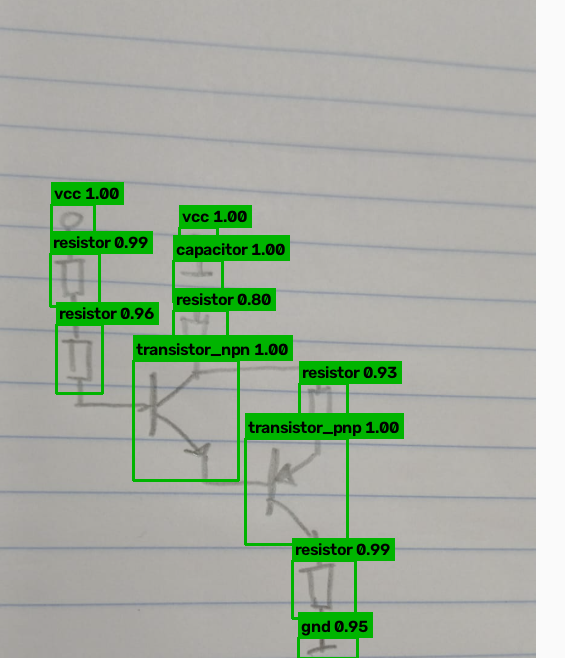 vcc 1.00
vcc 1.00
resistor 0.99
capacitor 1.00
resistor 0.80
resistor 0.96
transistor_npn 1.00
resistor 0.93
transistor_pnp 1.00
resistor 0.99
gnd 0.95